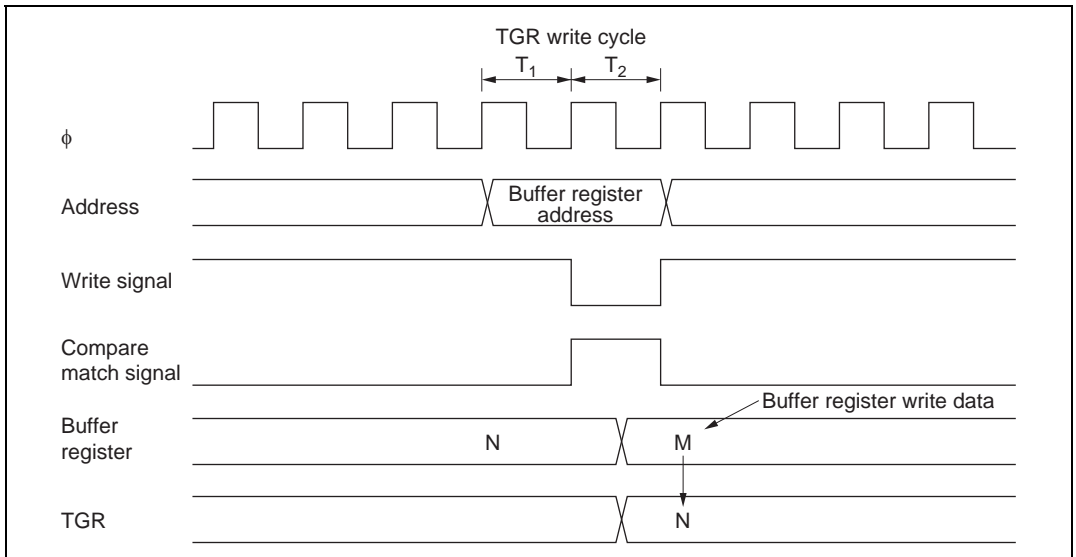 TGR write cycle
T1 T2
ϕ
Address
Buffer register
address
Write signal
Compare
match signal
Buffer register write data
Buffer
register
N M
TGR
N